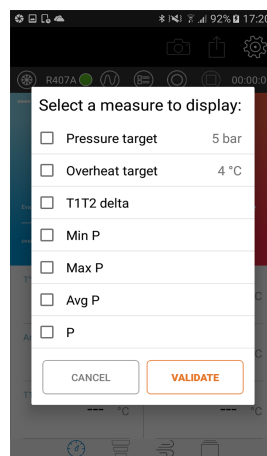 92% 17:20
R407A 00:00:0
Select a measure to display:
Pressure target 5 bar
Overheat target 4 °C
T1T2 delta
Min P
Max P
Avg P
P
CANCEL VALIDATE
--- °C --- °C